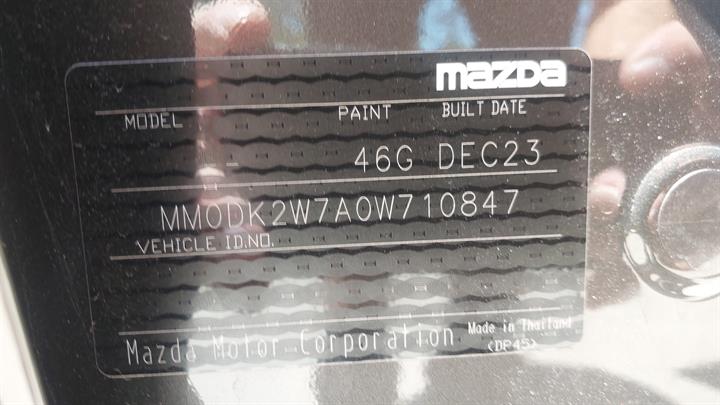 mazda
MODEL PAINT BUILT DATE
-- 46G DEC23
MM0DK2W7A0W710847
VEHICLE ID.NO.
Mazda Motor Corporation Made in Thailand
<DP45>